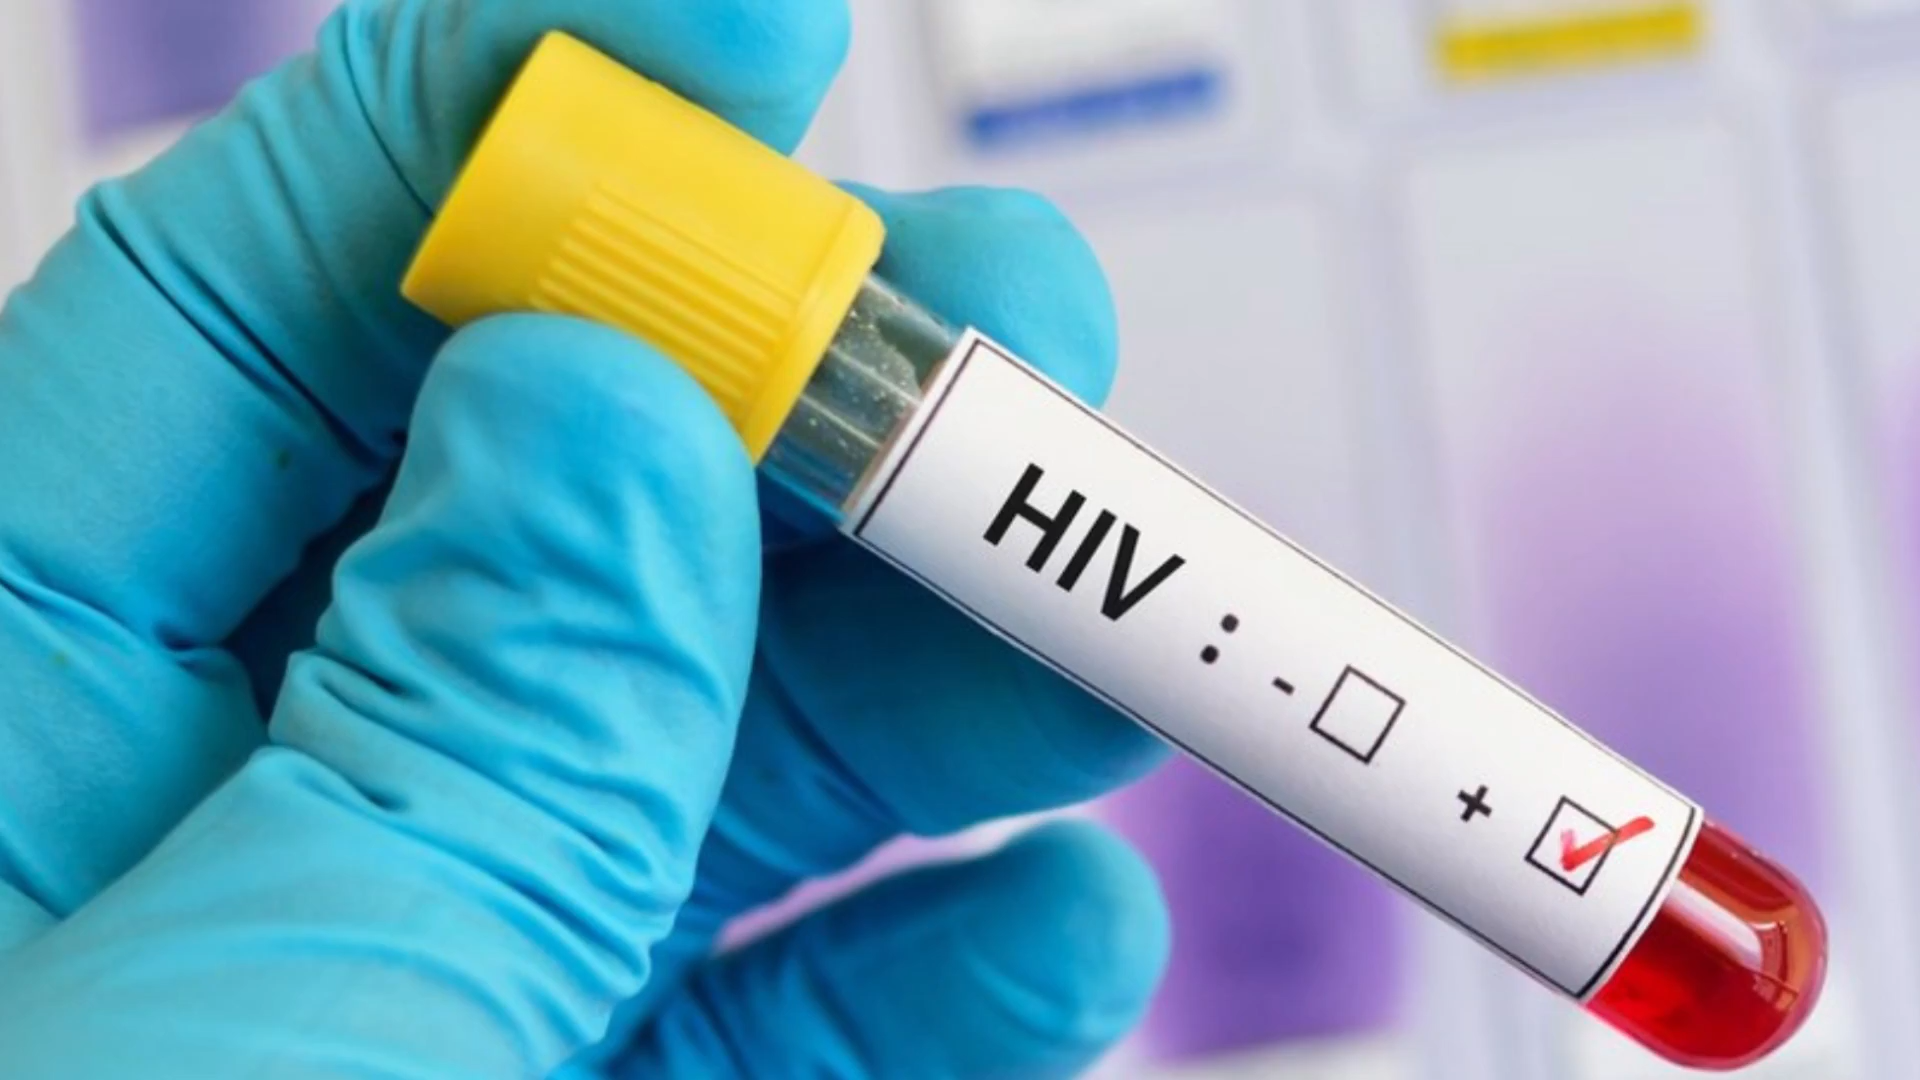 HIV : - ☐ + ☑